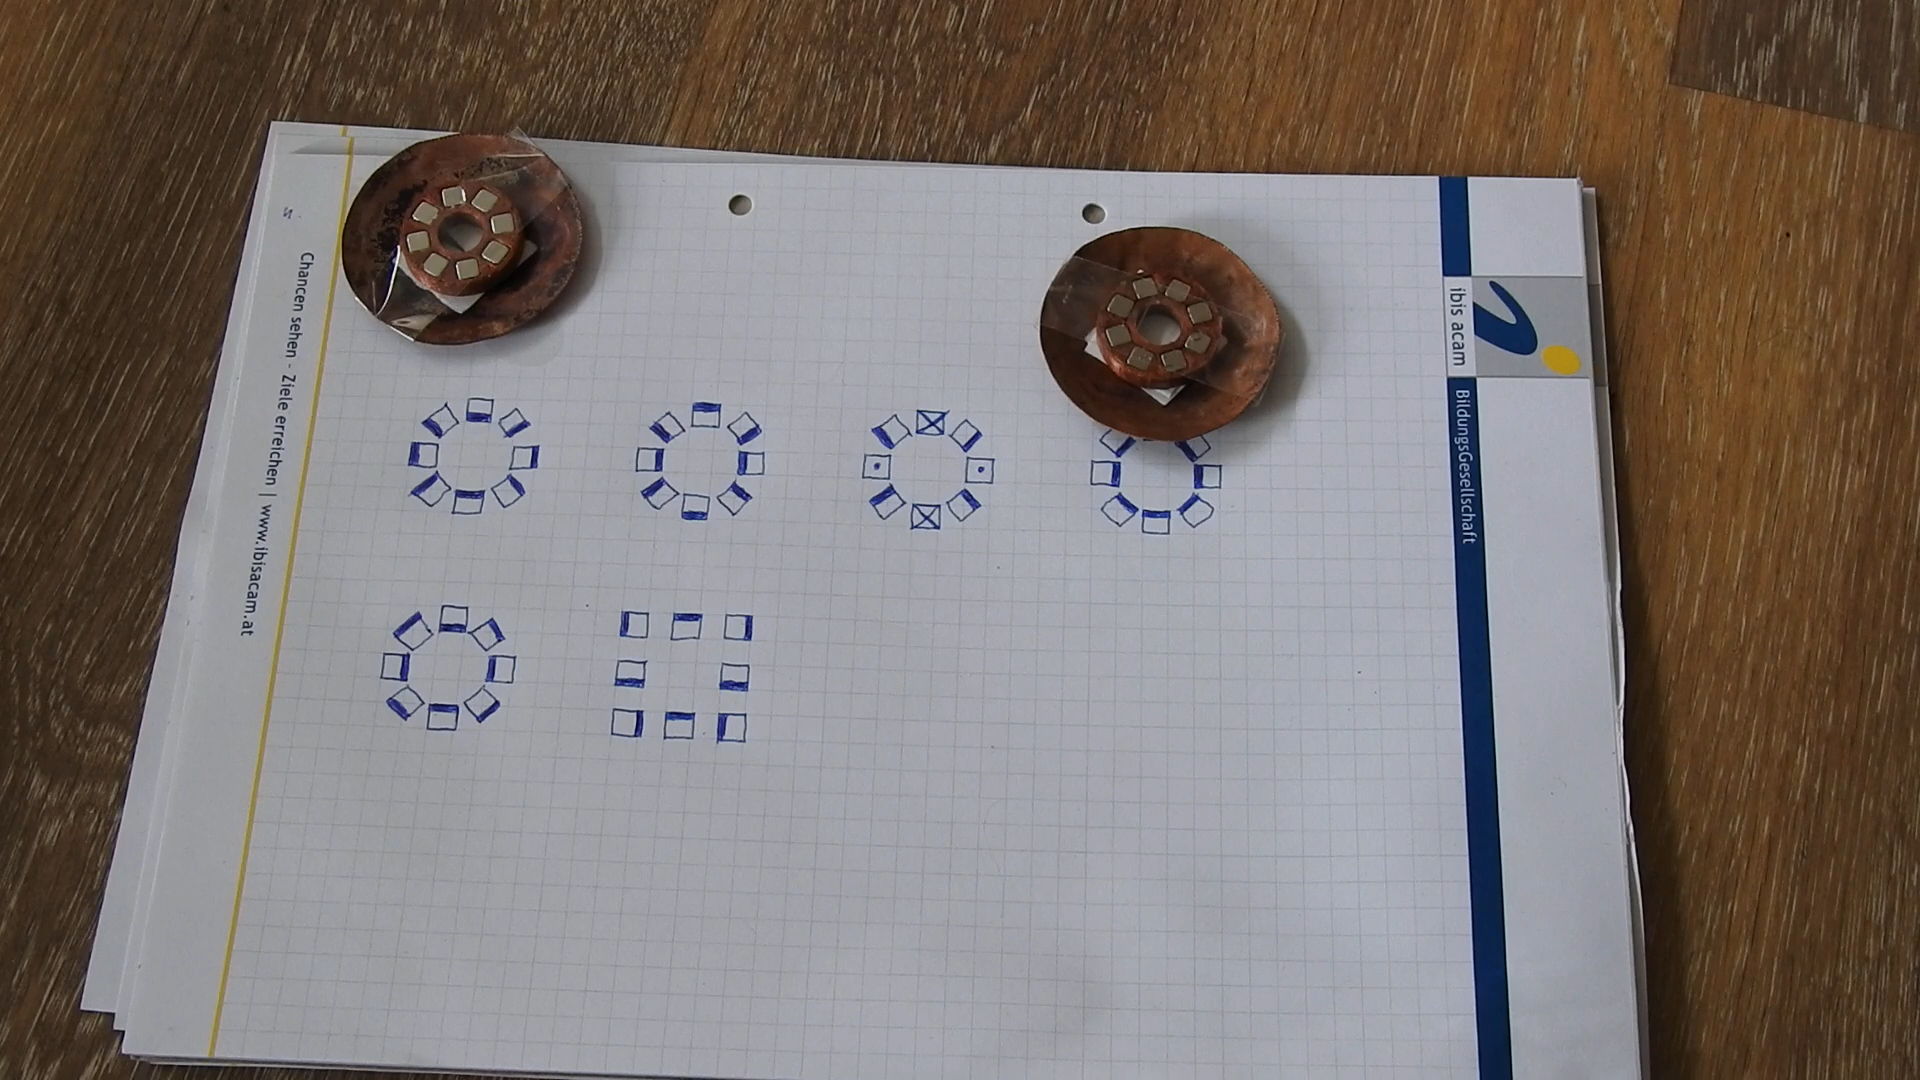 Chancen sehen - Ziele erreichen | www.ibisacam.at
ibis acam
BildungsGesellschaft